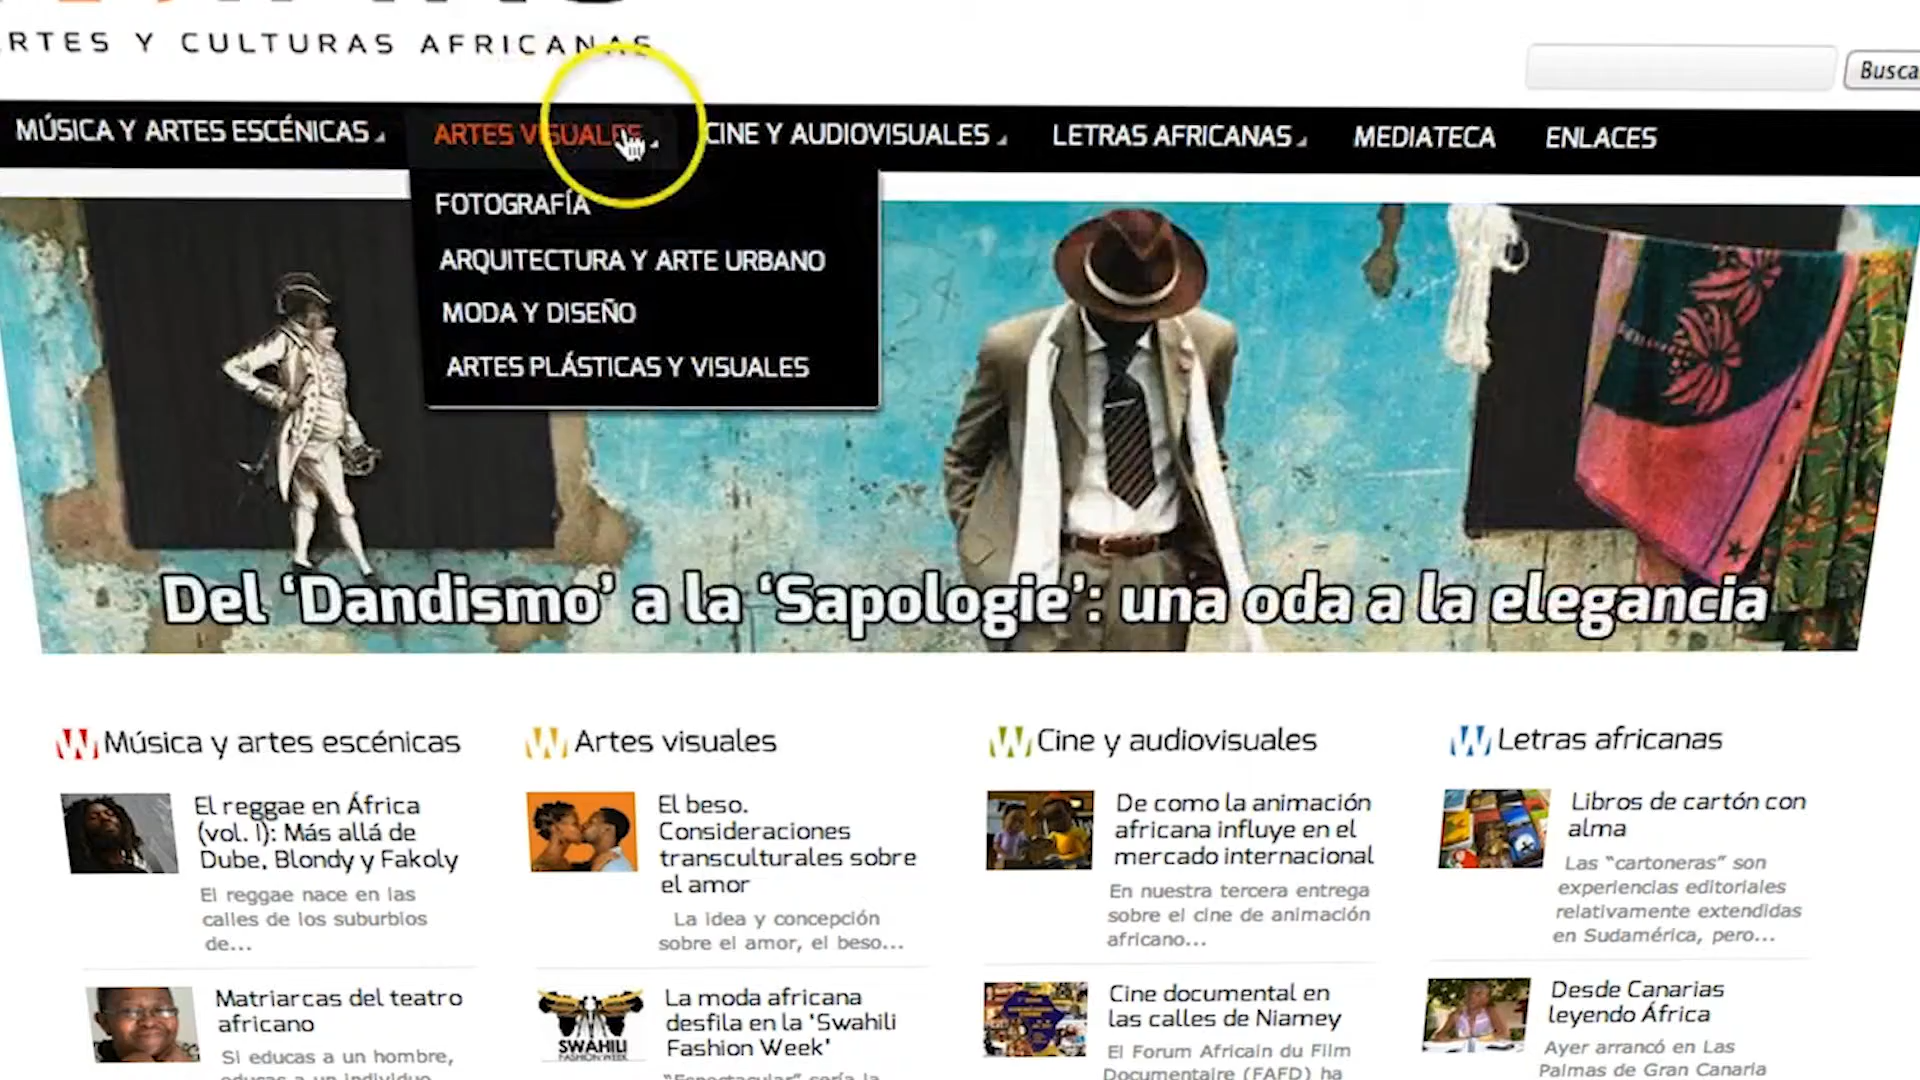 ARTES Y CULTURAS AFRICANAS
Busca
MÚSICA Y ARTES ESCÉNICAS
ARTES VISUALES
CINE Y AUDIOVISUALES
LETRAS AFRICANAS
MEDIATECA
ENLACES
FOTOGRAFÍA
ARQUITECTURA Y ARTE URBANO
MODA Y DISEÑO
ARTES PLÁSTICAS Y VISUALES
Del ‘Dandismo’ a la ‘Sapologie’: una oda a la elegancia
Música y artes escénicas
El reggae en África
(vol. I): Más allá de
Dube, Blondy y Fakoly
El reggae nace en las
calles de los suburbios
de...
Matriarcas del teatro
africano
Si educas a un hombre,
educas a un individuo
Artes visuales
El beso.
Consideraciones
transculturales sobre
el amor
La idea y concepción
sobre el amor, el beso...
SWAHILI
FASHION WEEK
La moda africana
desfila en la 'Swahili
Fashion Week'
“Espectacular” sería la
Cine y audiovisuales
De como la animación
africana influye en el
mercado internacional
En nuestra tercera entrega
sobre el cine de animación
africano...
Cine documental en
las calles de Niamey
El Forum Africain du Film
Documentaire (FAFD) ha
Letras africanas
Libros de cartón con
alma
Las “cartoneras” son
experiencias editoriales
relativamente extendidas
en Sudamérica, pero...
Desde Canarias
leyendo África
Ayer arrancó en Las
Palmas de Gran Canaria